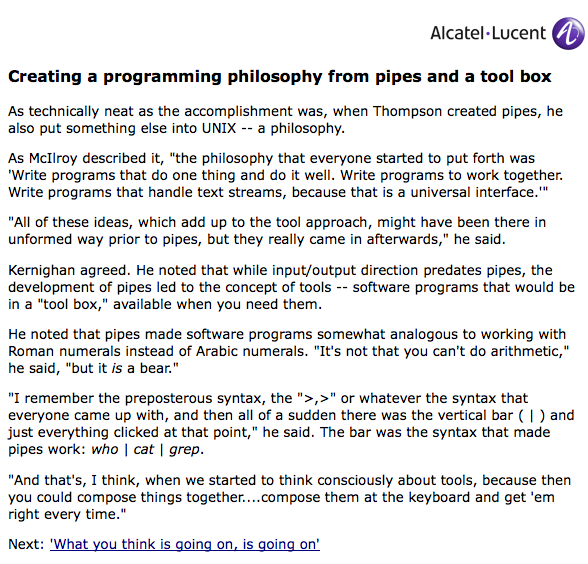 Alcatel·Lucent
Creating a programming philosophy from pipes and a tool box
As technically neat as the accomplishment was, when Thompson created pipes, he
also put something else into UNIX -- a philosophy.
As McIlroy described it, "the philosophy that everyone started to put forth was
'Write programs that do one thing and do it well. Write programs to work together.
Write programs that handle text streams, because that is a universal interface.'"
"All of these ideas, which add up to the tool approach, might have been there in
unformed way prior to pipes, but they really came in afterwards," he said.
Kernighan agreed. He noted that while input/output direction predates pipes, the
development of pipes led to the concept of tools -- software programs that would be
in a "tool box," available when you need them.
He noted that pipes made software programs somewhat analogous to working with
Roman numerals instead of Arabic numerals. "It's not that you can't do arithmetic,"
he said, "but it is a bear."
"I remember the preposterous syntax, the ">,>" or whatever the syntax that
everyone came up with, and then all of a sudden there was the vertical bar ( | ) and
just everything clicked at that point," he said. The bar was the syntax that made
pipes work: who | cat | grep.
"And that's, I think, when we started to think consciously about tools, because then
you could compose things together....compose them at the keyboard and get 'em
right every time."
Next: 'What you think is going on, is going on'